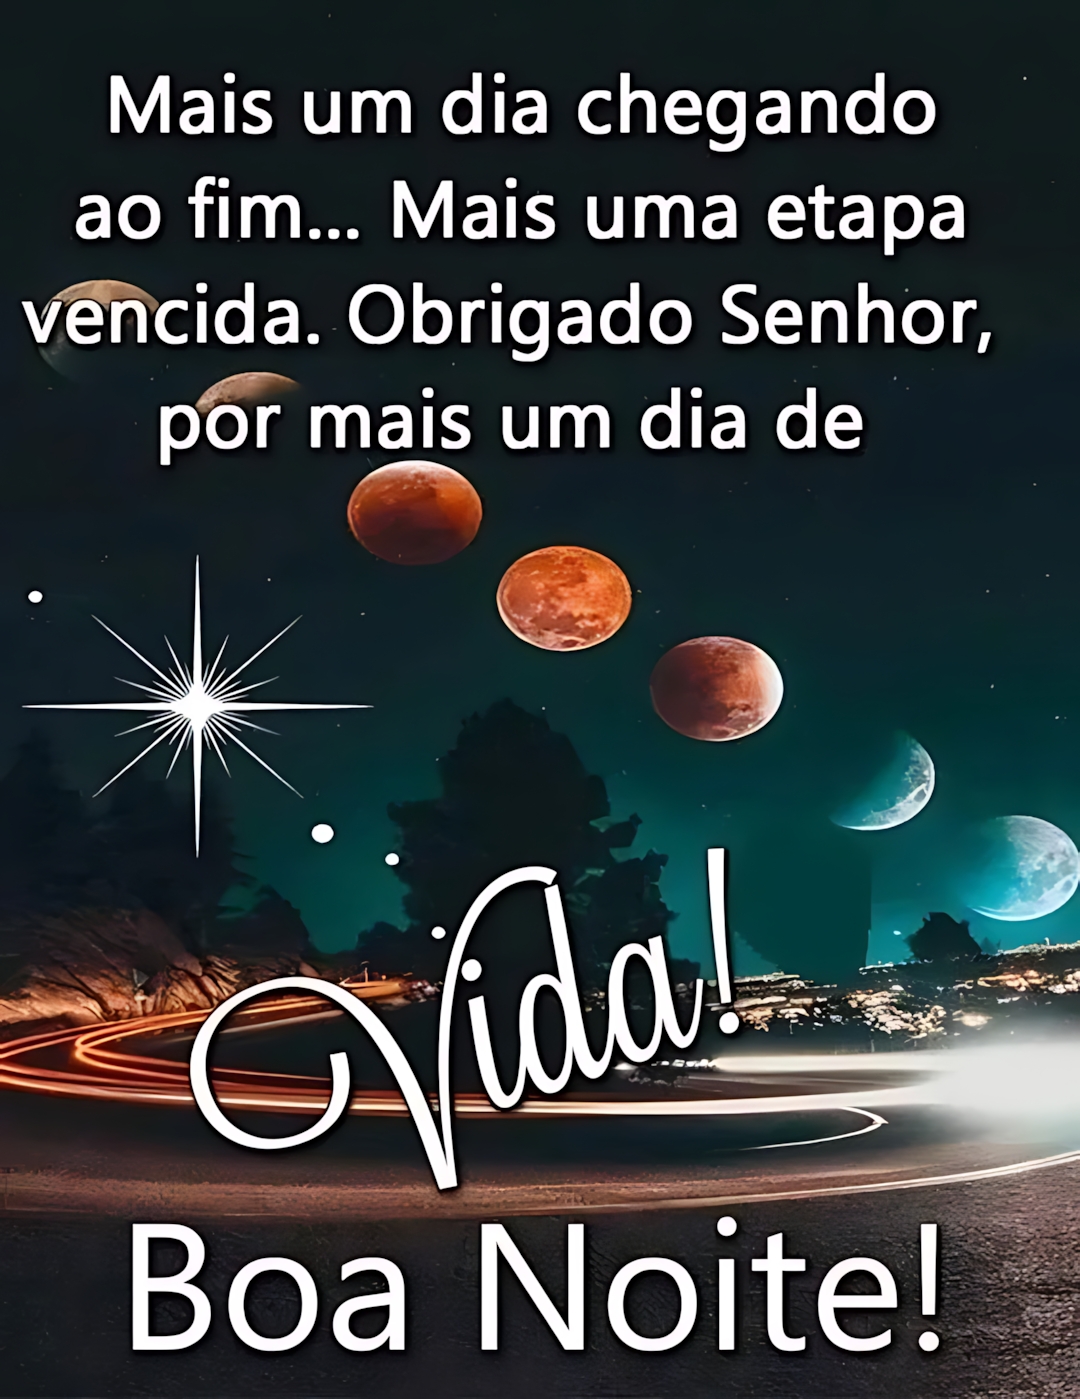 Mais um dia chegando
ao fim... Mais uma etapa
vencida. Obrigado Senhor,
por mais um dia de
Vida!
Boa Noite!